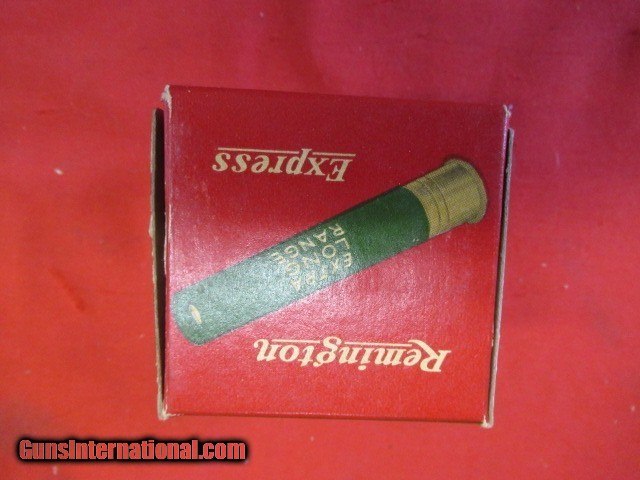 Remington
EXTRA
LONG
RANGE
Express
GunsInternational.com